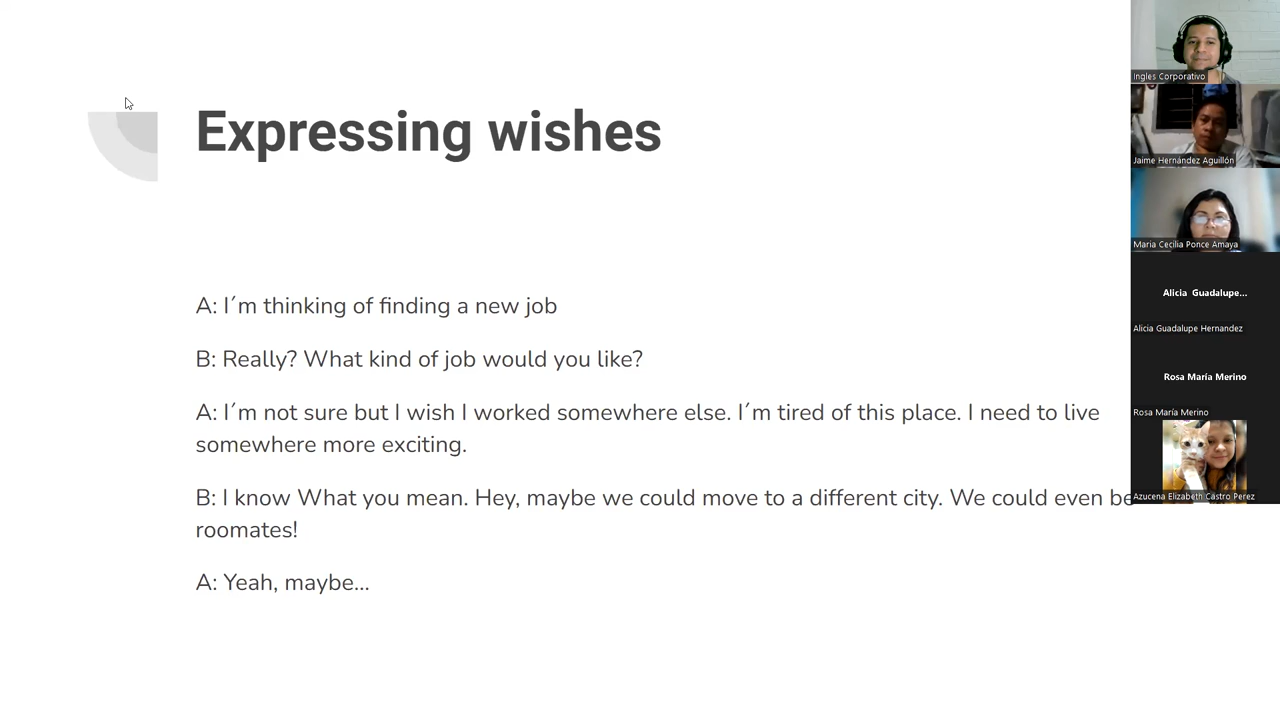 Expressing wishes
A: I´m thinking of finding a new job
B: Really? What kind of job would you like?
A: I´m not sure but I wish I worked somewhere else. I´m tired of this place. I need to live
somewhere more exciting.
B: I know What you mean. Hey, maybe we could move to a different city. We could even be
roomates!
A: Yeah, maybe...
Ingles Corporativo
Jaime Hernández Aguillón
Maria Cecilia Ponce Amaya
Alicia Guadalupe...
Alicia Guadalupe Hernandez
Rosa María Merino
Rosa María Merino
Azucena Elizabeth Castro Perez